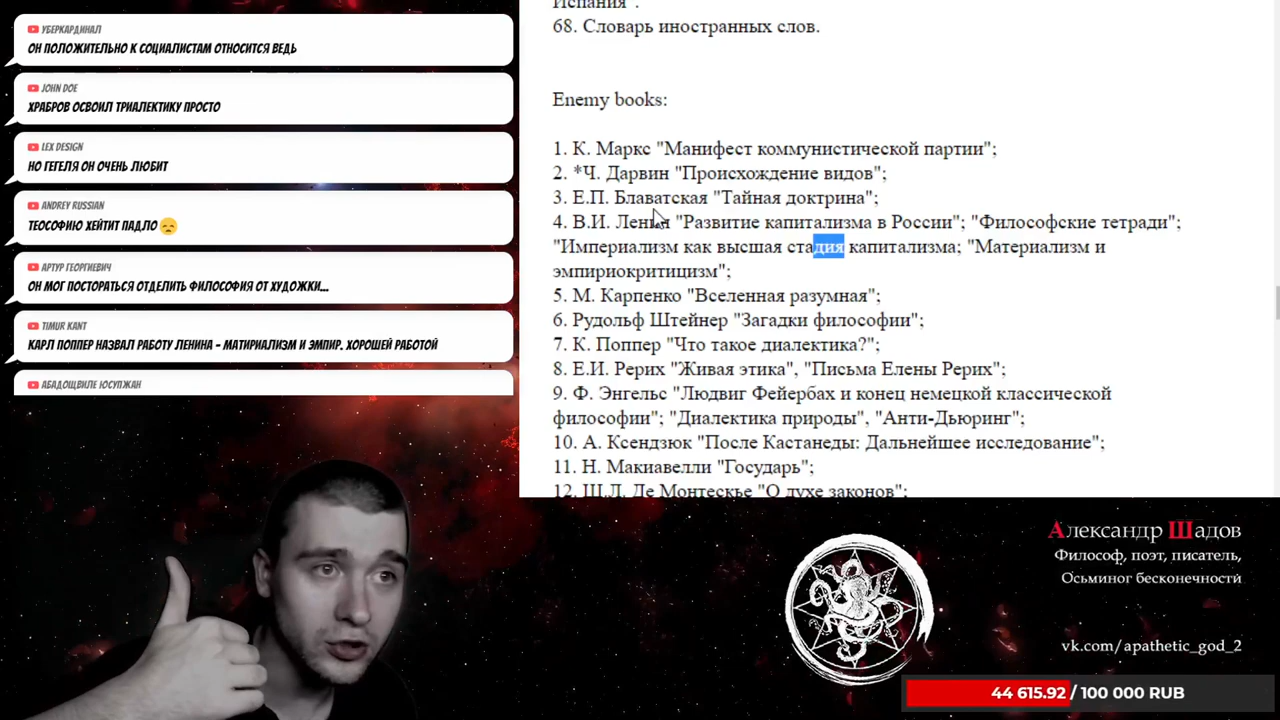 УБЕРКАРДИНАЛ
ОН ПОЛОЖИТЕЛЬНО К СОЦИАЛИСТАМ ОТНОСИТСЯ ВЕДЬ
JOHN DOE
ХРАБРОВ ОСВОИЛ ТРИАЛЕКТИКУ ПРОСТО
LEX DESIGN
НО ГЕГЕЛЯ ОН ОЧЕНЬ ЛЮБИТ
ANDREY RUSSIAN
ТЕОСОФИЮ ХЕЙТИТ ПАДЛО😞
АРТУР ГЕОРГИЕВИЧ
ОН МОГ ПОСТОРАТЬСЯ ОТДЕЛИТЬ ФИЛОСОФИЯ ОТ ХУДОЖКИ...
TIMUR KANT
КАРЛ ПОППЕР НАЗВАЛ РАБОТУ ЛЕНИНА - МАТИРИАЛИЗМ И ЭМПИР. ХОРОШЕЙ РАБОТОЙ
АБАДОЩВИЛЕ ЮСУПЖАН
Испания".
68. Словарь иностранных слов.
Enemy books:
1. К. Маркс "Манифест коммунистической партии";
2. *Ч. Дарвин "Происхождение видов";
3. Е.П. Блаватская "Тайная доктрина";
4. В.И. Ленин "Развитие капитализма в России"; "Философские тетради";
"Империализм как высшая стадия капитализма; "Материализм и
эмпириокритицизм";
5. М. Карпенко "Вселенная разумная";
6. Рудольф Штейнер "Загадки философии";
7. К. Поппер "Что такое диалектика?";
8. Е.И. Рерих "Живая этика", "Письма Елены Рерих";
9. Ф. Энгельс "Людвиг Фейербах и конец немецкой классической
философии"; "Диалектика природы", "Анти-Дьюринг";
10. А. Ксендзюк "После Кастанеды: Дальнейшее исследование";
11. Н. Макиавелли "Государь";
12. Ш.Л. Де Монтескье "О духе законов";
Александр Шадов
Философ, поэт, писатель,
Осьминог бесконечности
vk.com/apathetic_god_2
44 615.92 / 100 000 RUB